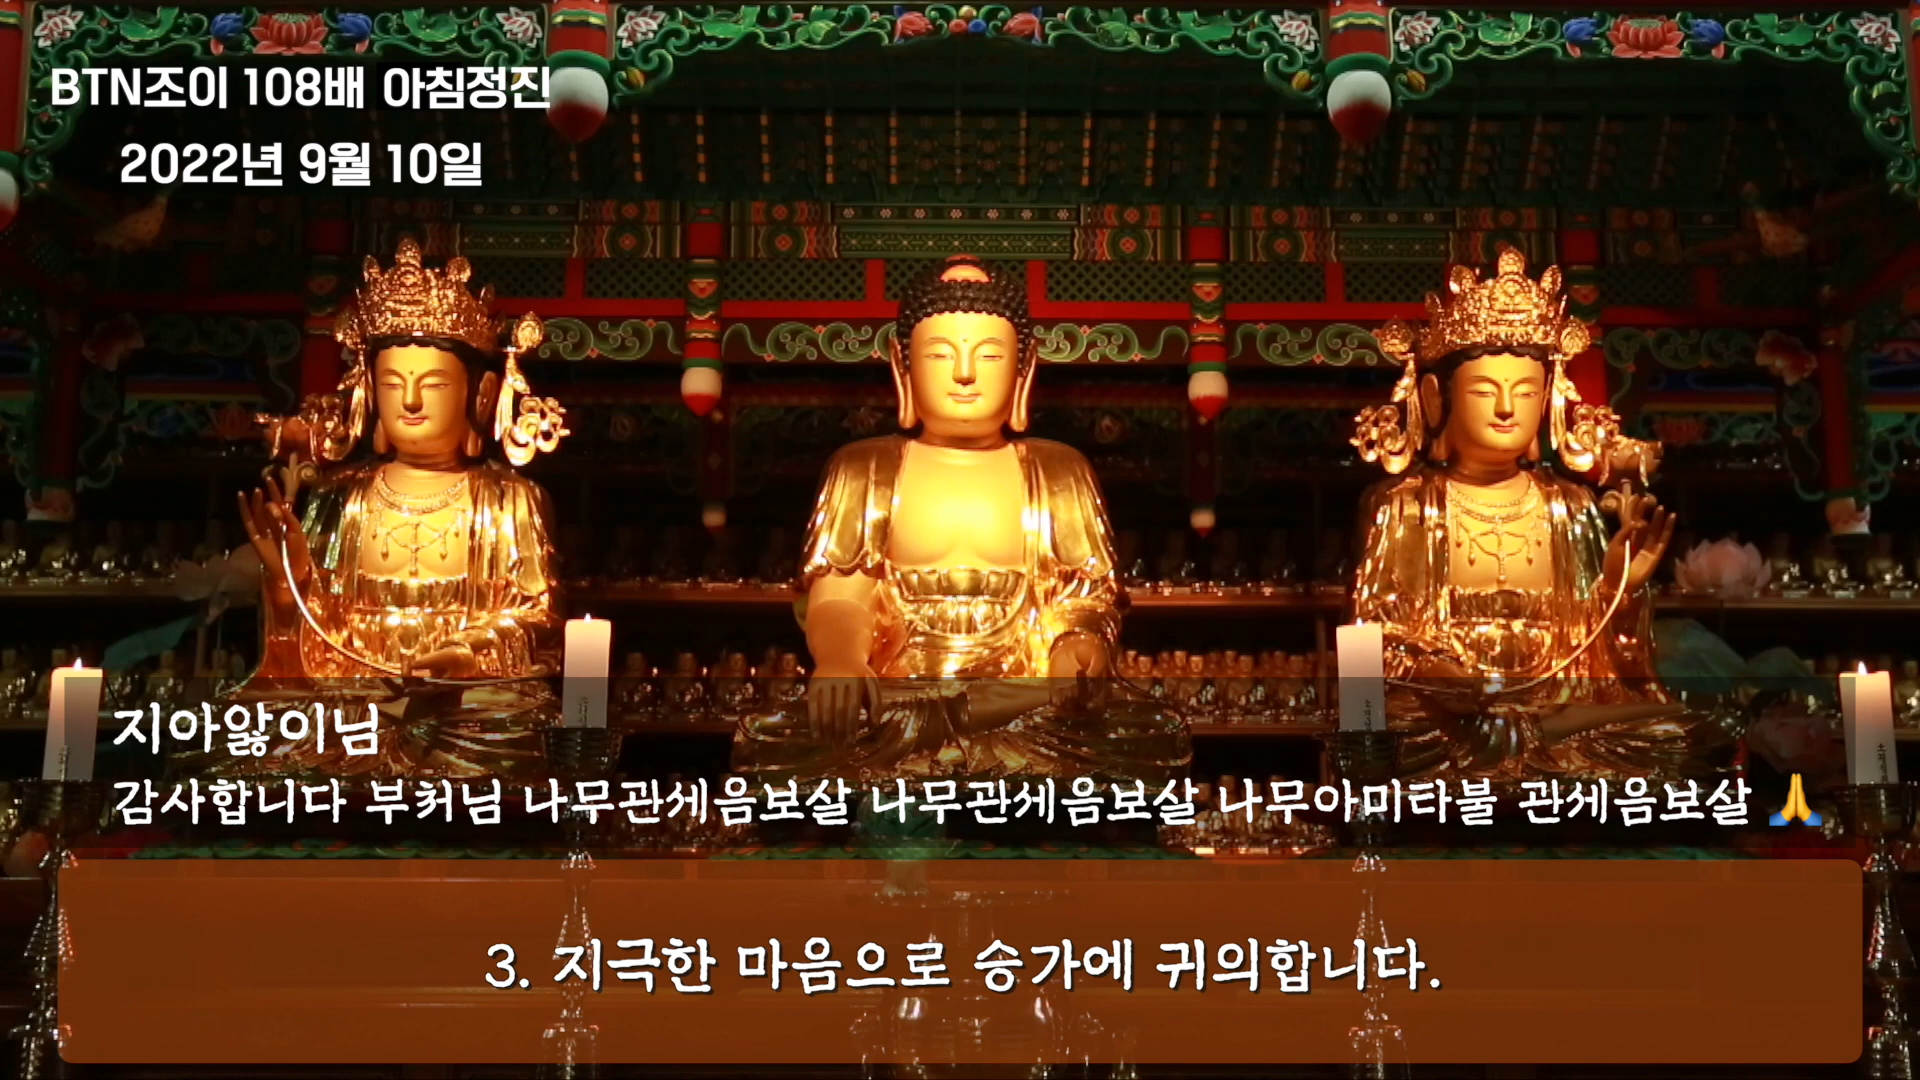 BTN조이 108배 아침정진
2022년 9월 10일
지아앓이님
감사합니다 부처님 나무관세음보살 나무관세음보살 나무아미타불 관세음보살 🙏
3. 지극한 마음으로 승가에 귀의합니다.